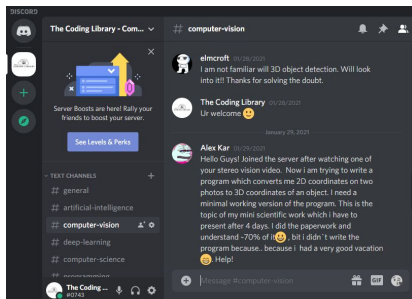 DISCORD
The Coding Library - Com...
Server Boosts are here! Rally your
friends to boost your server.
See Levels & Perks
TEXT CHANNELS
# general
# artificial-intelligence
# computer-vision
# deep-learning
# computer-science
# programming
The Coding ...
#0743
# computer-vision
elmcroft 01/28/2021
I am not familiar will 3D object detection. Will look
into it!! Thanks for solving the doubt.
The Coding Library 01/28/2021
Ur welcome 🙂
January 29, 2021
Alex Kar 01/29/2021
Hello Guys! Joined the server after watching one
of your stereo vision video. Now i am trying to write a
program which converts me 2D coordinates on two
photos to 3D coordinates of an object. I need a
minimal working version of the program. This is the
topic of my mini scientific work which i have to
present after 4 days. I did the paperwork and
understand ~70% of it😀 , bit i didn`t write the
program because.. because i had a very good vacation
😄. Help!
Message #computer-vision
GIF